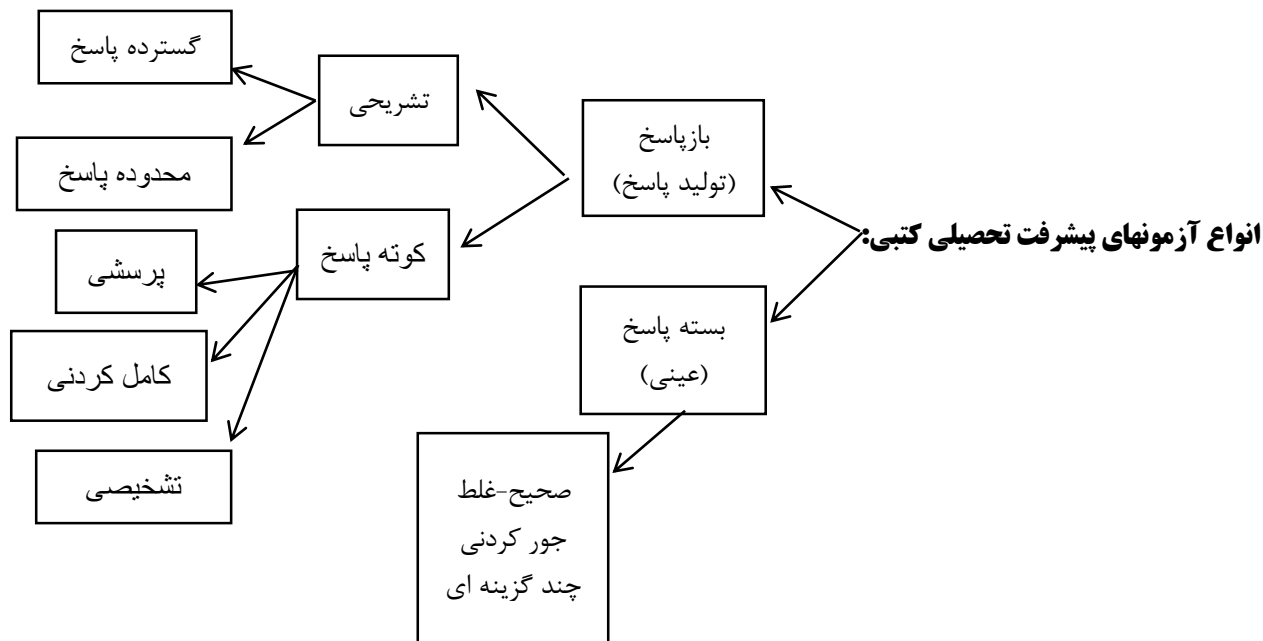 انواع آزمونهای پیشرفت تحصیلی کتبی:
بازپاسخ
(تولید پاسخ)
تشریحی
گسترده پاسخ
محدوده پاسخ
کوته پاسخ
پرسشی
کامل کردنی
تشخیصی
بسته پاسخ
(عینی)
صحیح-غلط
جور کردنی
چند گزینه ای